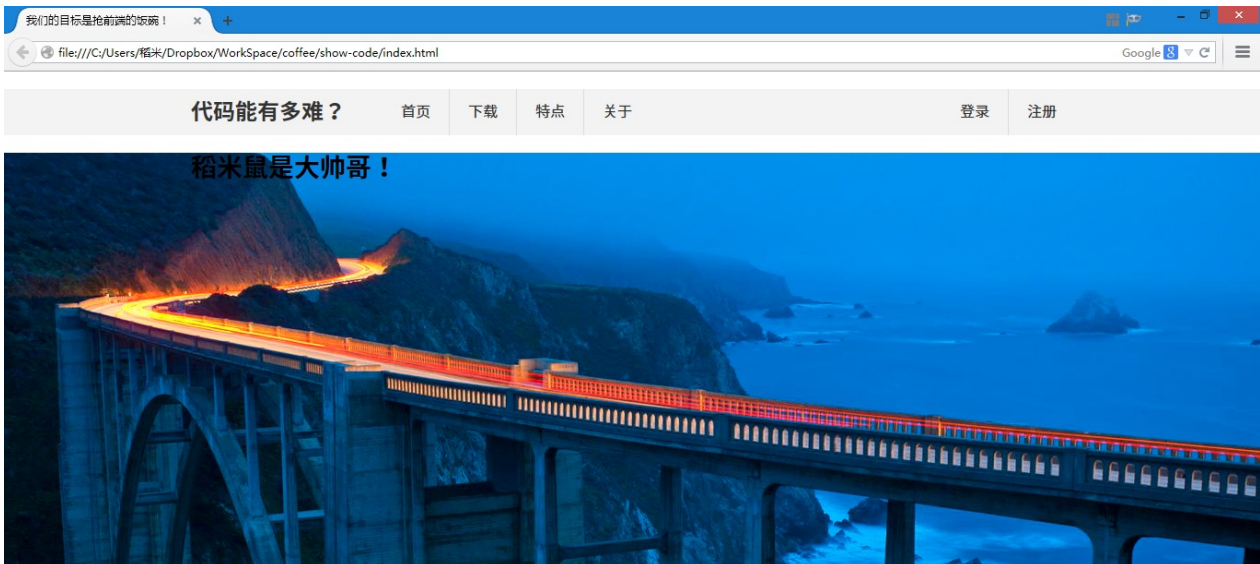 我们的目标是抢前端的饭碗！
file:///C:/Users/稻米/Dropbox/WorkSpace/coffee/show-code/index.html
Google 8
代码能有多难？ 首页 下载 特点 关于 登录 注册
稻米鼠是大帅哥！